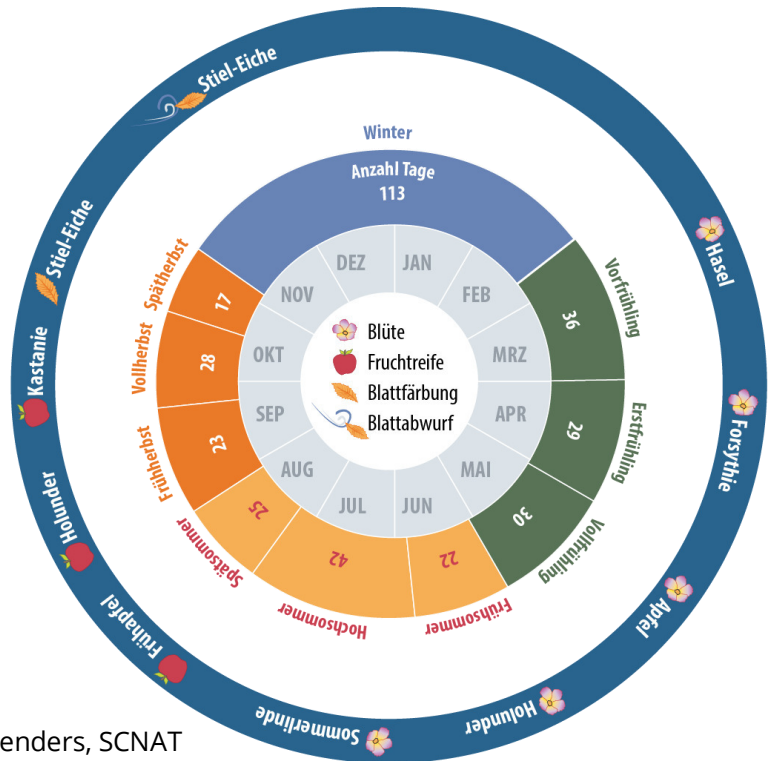 Stiel-Eiche
Hasel
Forsythie
Apfel
Holunder
Sommerlinde
Frühapfel
Holunder
Kastanie
Stiel-Eiche
Winter
Anzahl Tage
113
Vorfrühling
36
Erstfrühling
29
Vollfrühling
30
Frühsommer
22
Hochsommer
42
Spätsommer
25
Frühherbst
23
Vollherbst
28
Spätherbst
17
JAN
FEB
MRZ
APR
MAI
JUN
JUL
AUG
SEP
OKT
NOV
DEZ
Blüte
Fruchtreife
Blattfärbung
Blattabwurf
enders, SCNAT